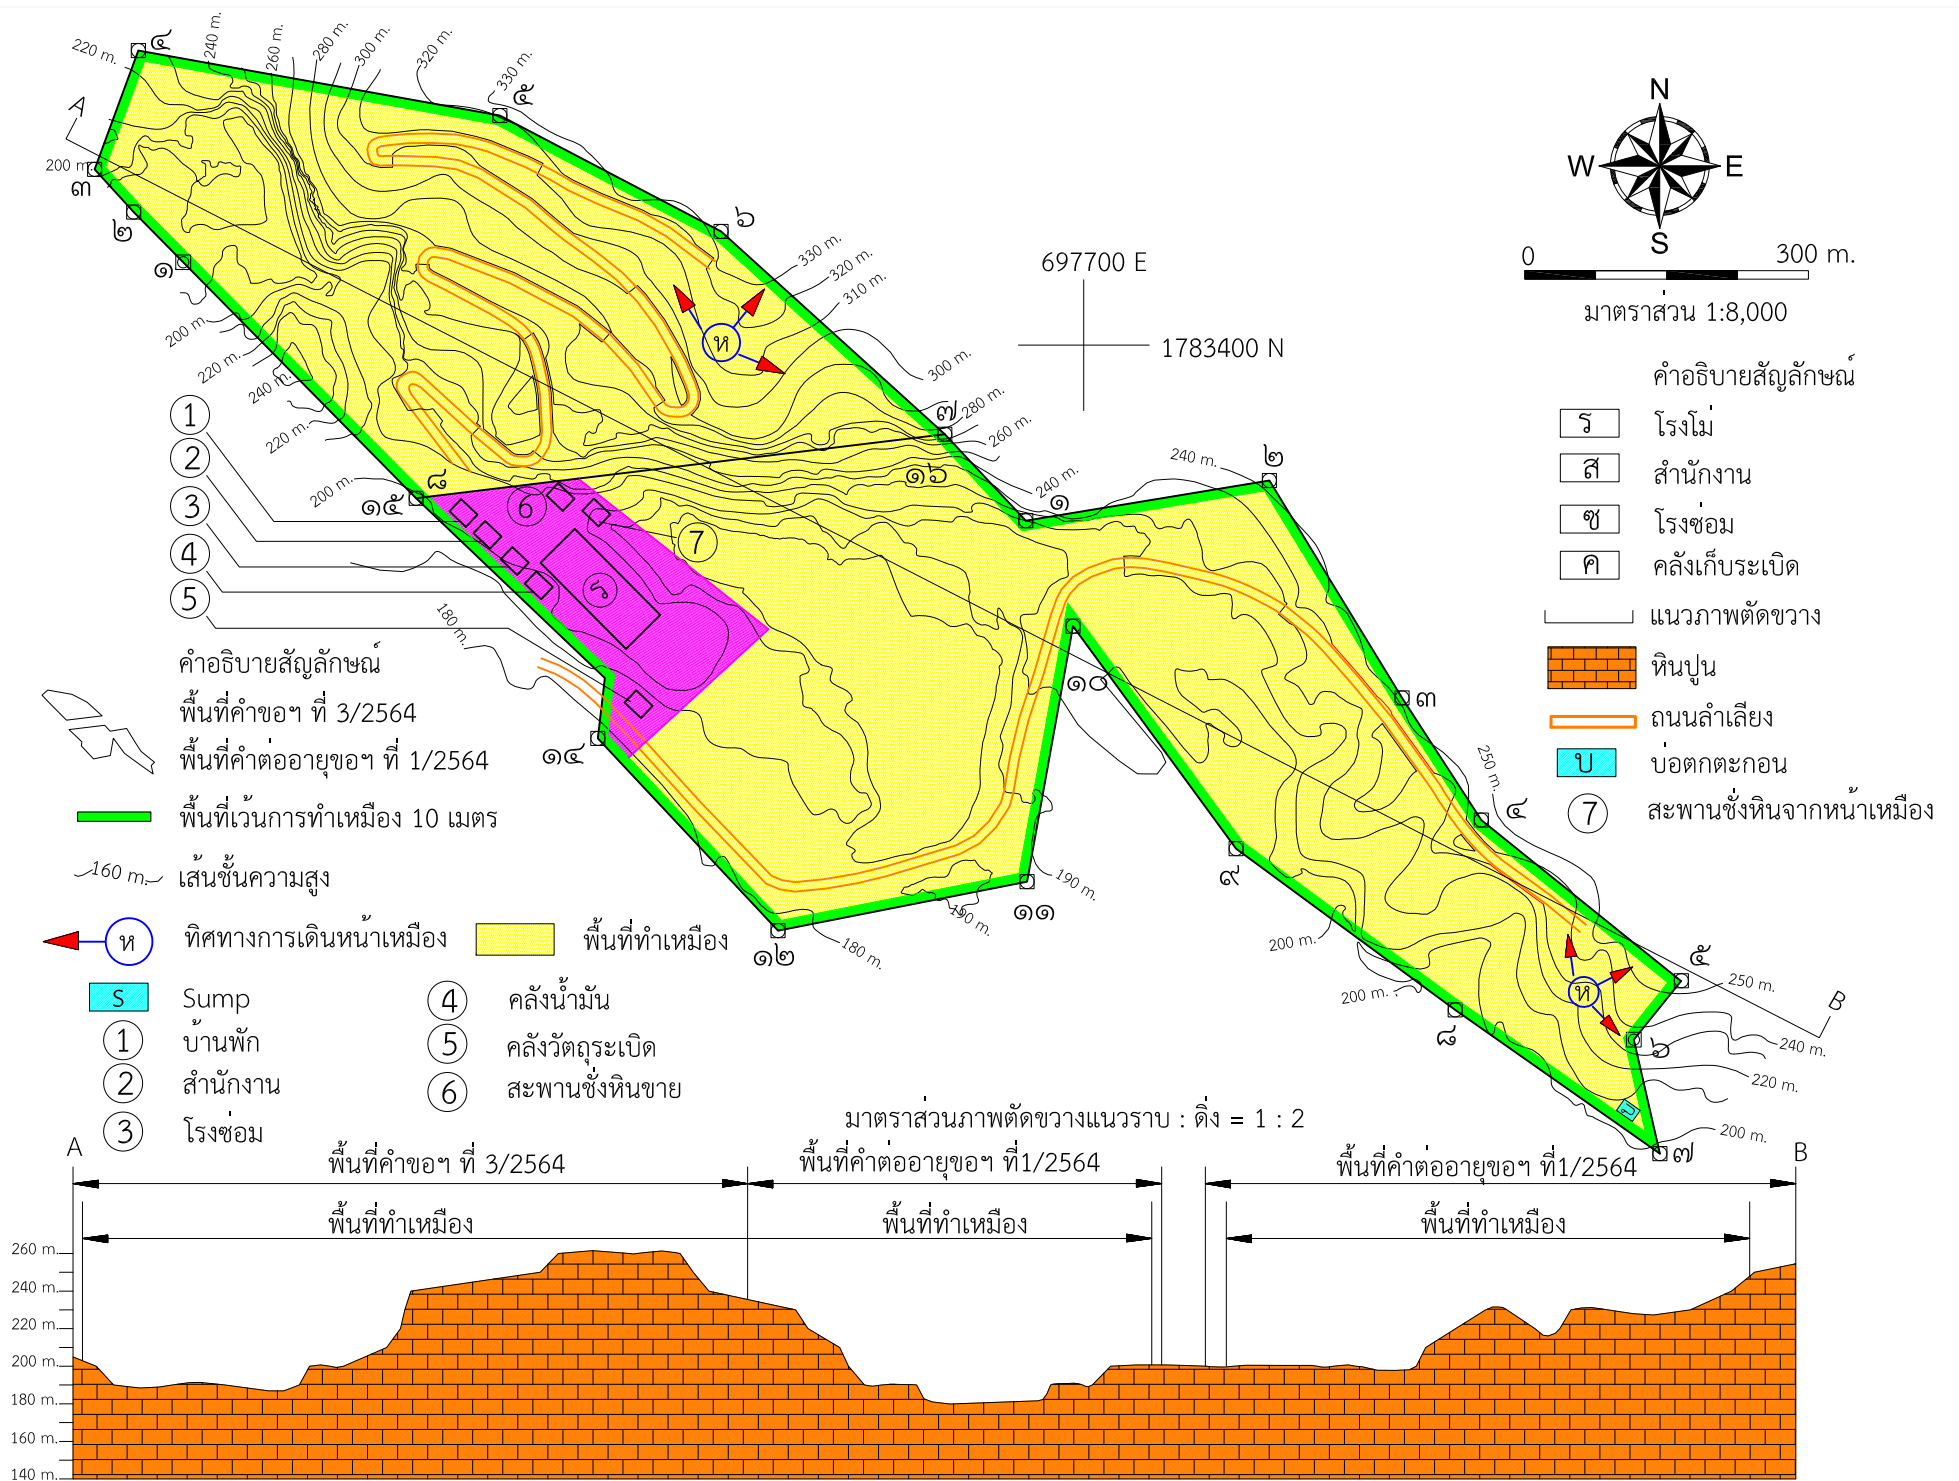 220 m.
240 m.
260 m.
280 m.
300 m.
320 m.
330 m.
๔
๕
A
200 m.
๓
๒
๑
๖
330 m.
320 m.
310 m.
ห
300 m.
๗
280 m.
260 m.
240 m.
๑๖
200 m.
220 m.
240 m.
220 m.
200 m.
๘
๑๕
1
2
3
4
5
6
7
ร
180 m.
697700 E
1783400 N
N
W E
S
0 300 m.
มาตราส่วน 1:8,000
คำอธิบายสัญลักษณ์
ร โรงโม่
ส สำนักงาน
ซ โรงซ่อม
ค คลังเก็บระเบิด
แนวภาพตัดขวาง
หินปูน
ถนนลำเลียง
บ บ่อตกตะกอน
7 สะพานชั่งหินจากหน้าเหมือง
๑
240 m.
๒
๓
250 m.
๔
๕
250 m.
B
240 m.
๖
220 m.
ห
บ
200 m.
๗
๘
200 m.
200 m.
๙
๑๐
190 m.
๑๑
190 m.
180 m.
๑๒
๑๔
คำอธิบายสัญลักษณ์
พื้นที่คำขอฯ ที่ 3/2564
พื้นที่คำต่ออายุขอฯ ที่ 1/2564
พื้นที่เว้นการทำเหมือง 10 เมตร
160 m. เส้นชั้นความสูง
ห ทิศทางการเดินหน้าเหมือง
พื้นที่ทำเหมือง
S Sump
4 คลังน้ำมัน
1 บ้านพัก
5 คลังวัตถุระเบิด
2 สำนักงาน
6 สะพานชั่งหินขาย
3 โรงซ่อม
มาตราส่วนภาพตัดขวางแนวราบ : ดิ่ง = 1 : 2
A
พื้นที่คำขอฯ ที่ 3/2564
พื้นที่คำต่ออายุขอฯ ที่1/2564
พื้นที่คำต่ออายุขอฯ ที่1/2564
B
พื้นที่ทำเหมือง
พื้นที่ทำเหมือง
พื้นที่ทำเหมือง
260 m.
240 m.
220 m.
200 m.
180 m.
160 m.
140 m.